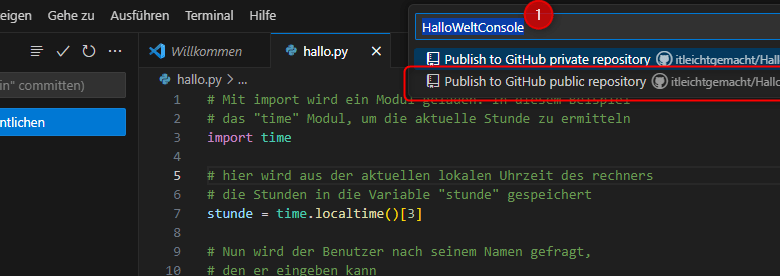 eigen Gehe zu Ausführen Terminal Hilfe
1
HalloWeltConsole
Publish to GitHub private repository itleichtgemacht/Hall
Publish to GitHub public repository itleichtgemacht/Hallo
Willkommen hallo.py
hallo.py > ...
in" committen)
ntlichen
1 # Mit import wird ein Modul geladen. In diesem Beispiel
2 # das "time" Modul, um die aktuelle Stunde zu ermitteln
3 import time
4
5 # hier wird aus der aktuellen lokalen Uhrzeit des rechners
6 # die Stunden in die Variable "stunde" gespeichert
7 stunde = time.localtime()[3]
8
9 # Nun wird der Benutzer nach seinem Namen gefragt,
10 # den er eingeben kann